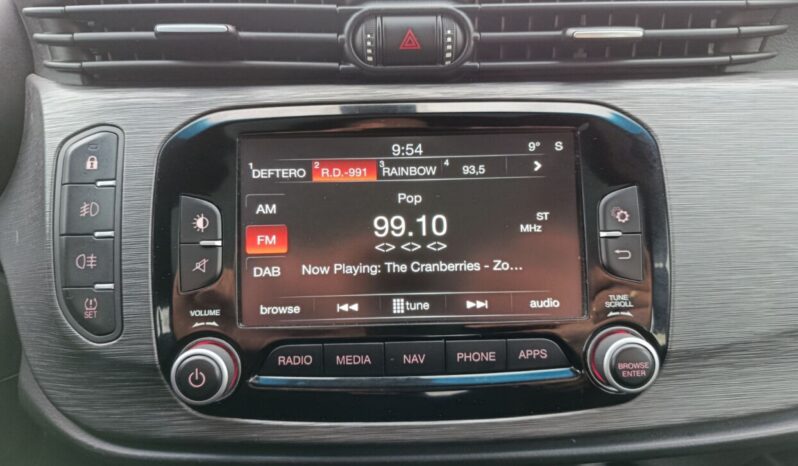 9:54 9° S
1 DEFTERO 2 R.D.-991 3 RAINBOW 4 93,5 >
Pop
AM
99.10 ST MHz
FM
<> <> <>
DAB Now Playing: The Cranberries - Zo...
browse tune audio
SET
VOLUME
TUNE
SCROLL
RADIO MEDIA NAV PHONE APPS
BROWSE
ENTER